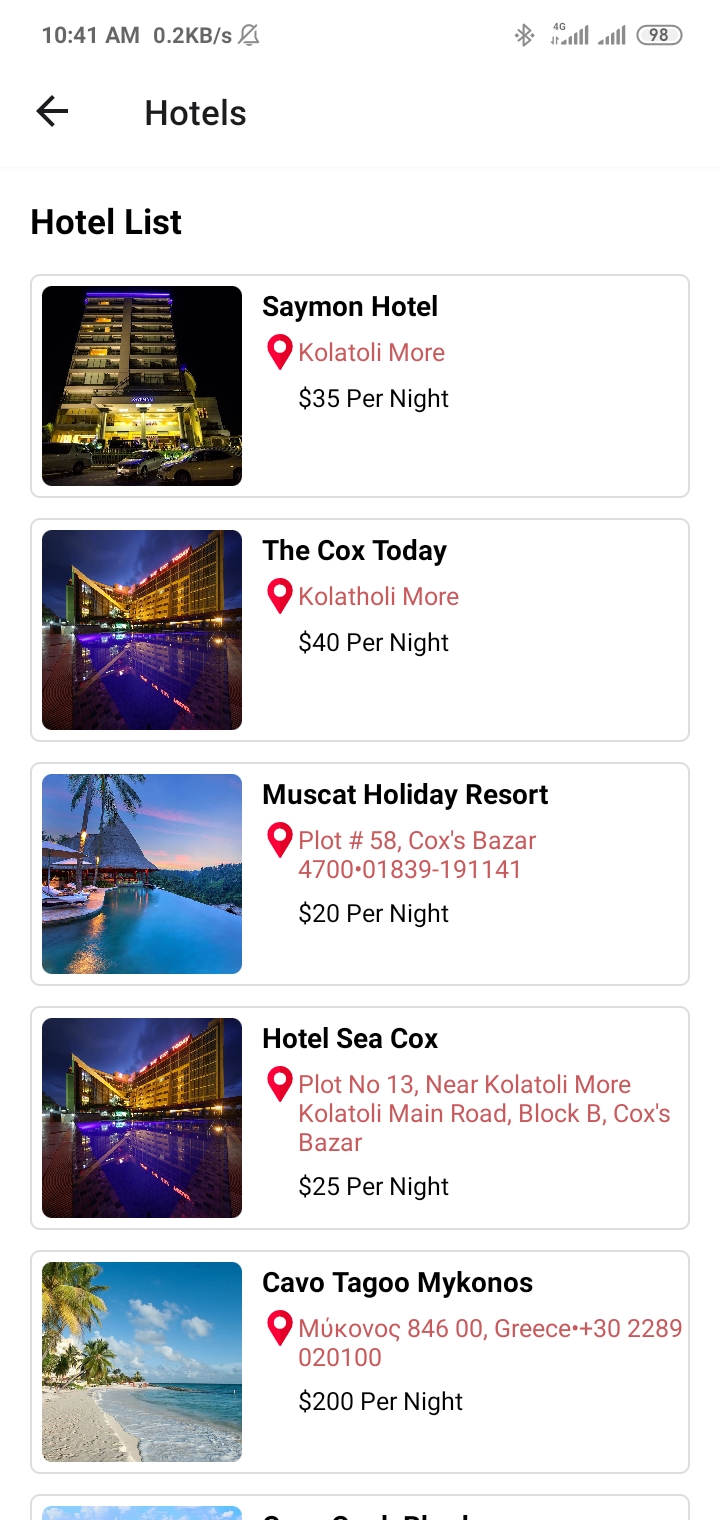 10:41 AM 0.2KB/s
4G
98
Hotels
Hotel List
Saymon Hotel
Kolatoli More
$35 Per Night
The Cox Today
Kolatholi More
$40 Per Night
Muscat Holiday Resort
Plot # 58, Cox's Bazar
4700•01839-191141
$20 Per Night
Hotel Sea Cox
Plot No 13, Near Kolatoli More
Kolatoli Main Road, Block B, Cox's
Bazar
$25 Per Night
Cavo Tagoo Mykonos
Μύκονος 846 00, Greece•+30 2289
020100
$200 Per Night